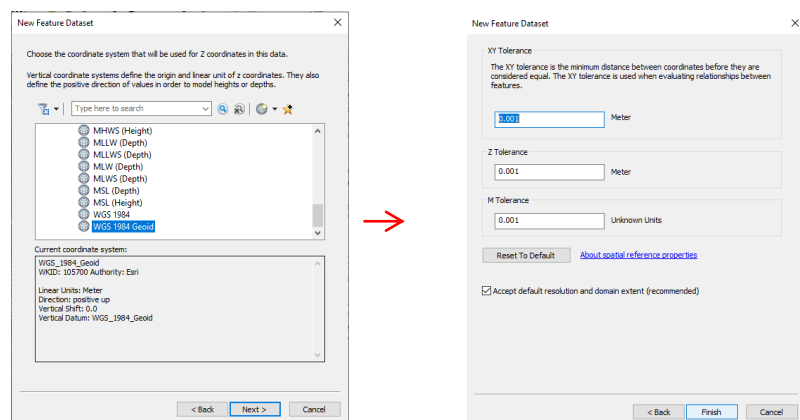 New Feature Dataset
Choose the coordinate system that will be used for Z coordinates in this data.
Vertical coordinate systems define the origin and linear unit of z coordinates. They also
define the positive direction of values in order to model heights or depths.
Type here to search
MHWS (Height)
MLLW (Depth)
MLLWS (Depth)
MLW (Depth)
MLWS (Depth)
MSL (Depth)
MSL (Height)
WGS 1984
WGS 1984 Geoid
Current coordinate system:
WGS_1984_Geoid
WKID: 105700 Authority: Esri
Linear Units: Meter
Direction: positive up
Vertical Shift: 0.0
Vertical Datum: WGS_1984_Geoid
< Back Next > Cancel
New Feature Dataset
XY Tolerance
The XY tolerance is the minimum distance between coordinates before they are
considered equal. The XY tolerance is used when evaluating relationships between
features.
0.001 Meter
Z Tolerance
0.001 Meter
M Tolerance
0.001 Unknown Units
Reset To Default About spatial reference properties
Accept default resolution and domain extent (recommended)
< Back Finish Cancel